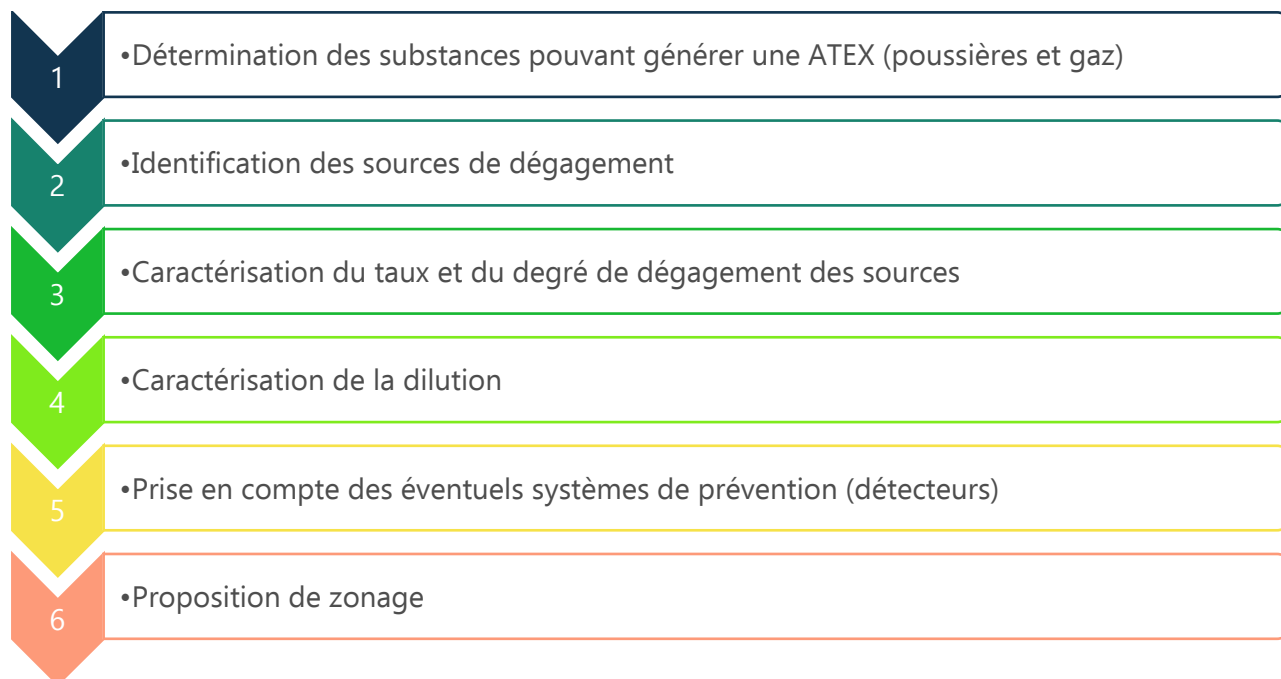 1
•Détermination des substances pouvant générer une ATEX (poussières et gaz)
2
•Identification des sources de dégagement
3
•Caractérisation du taux et du degré de dégagement des sources
4
•Caractérisation de la dilution
5
•Prise en compte des éventuels systèmes de prévention (détecteurs)
6
•Proposition de zonage